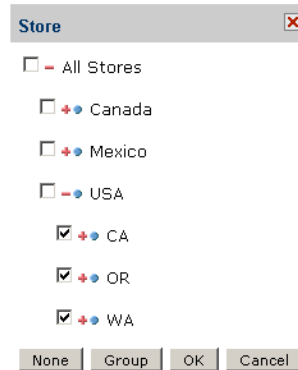 Store
All Stores
Canada
Mexico
USA
CA
OR
WA
None Group OK Cancel